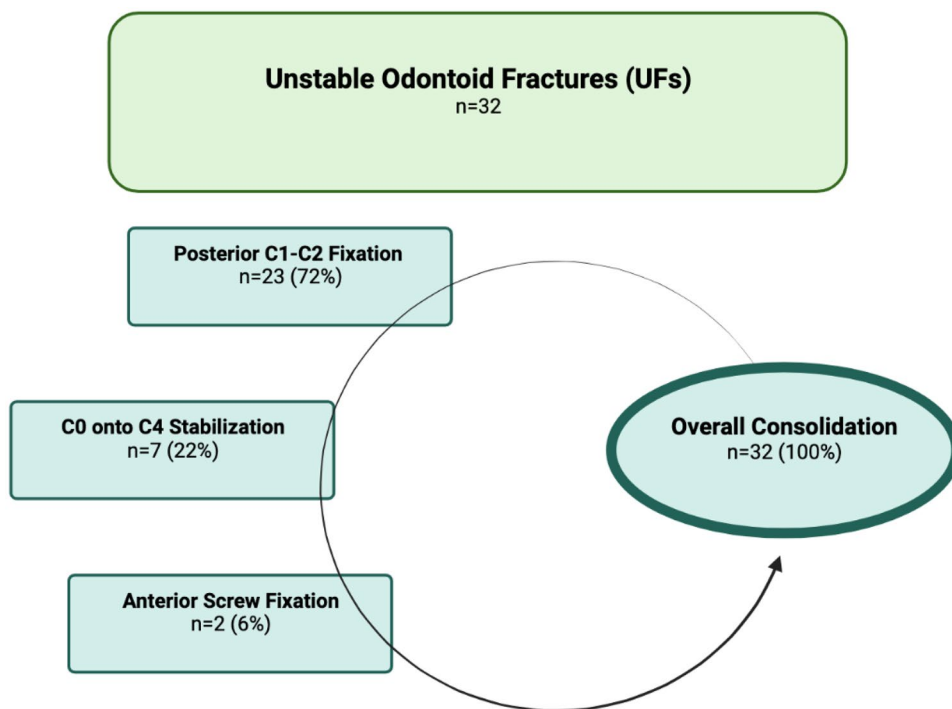 Unstable Odontoid Fractures (UFs)
n=32
Posterior C1-C2 Fixation
n=23 (72%)
C0 onto C4 Stabilization
n=7 (22%)
Overall Consolidation
n=32 (100%)
Anterior Screw Fixation
n=2 (6%)